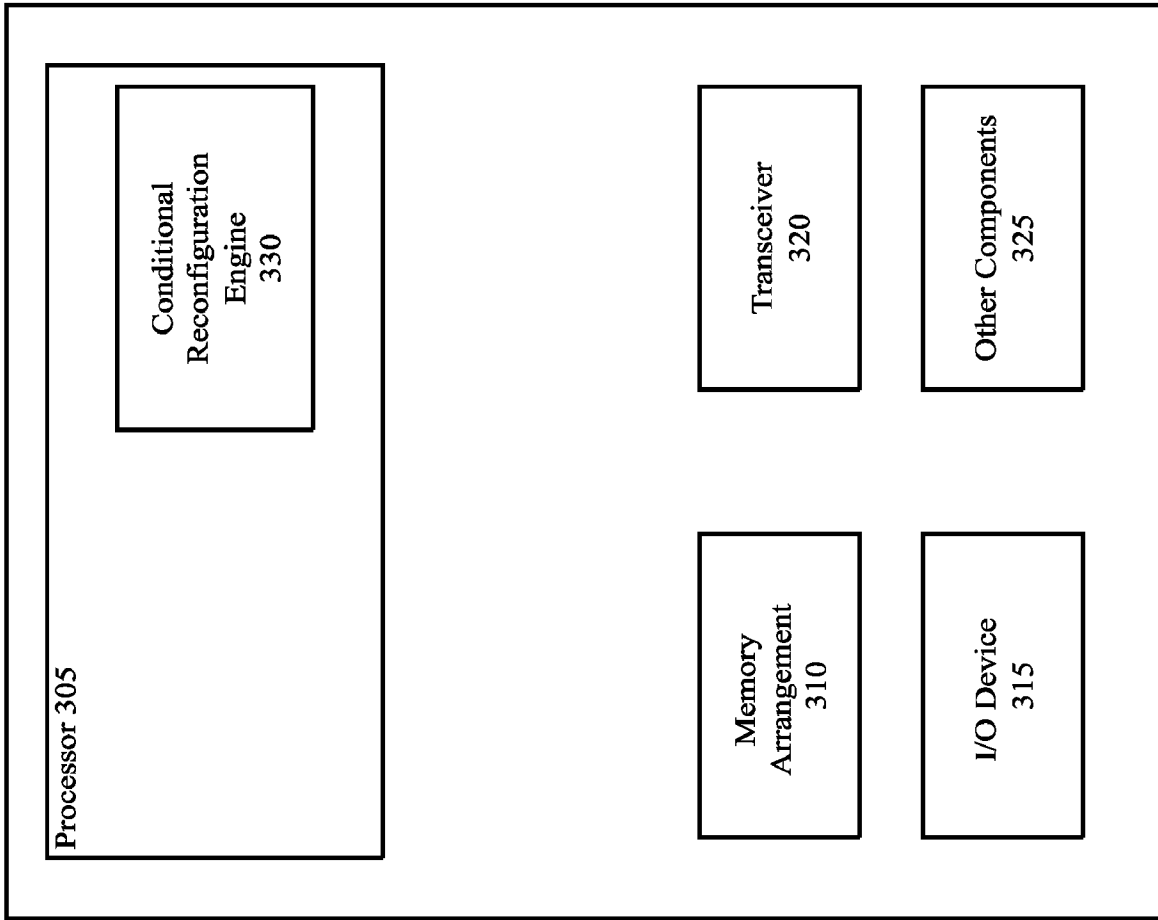 Processor 305
Conditional
Reconfiguration
Engine
330
Memory
Arrangement
310
Transceiver
320
I/O Device
315
Other Components
325